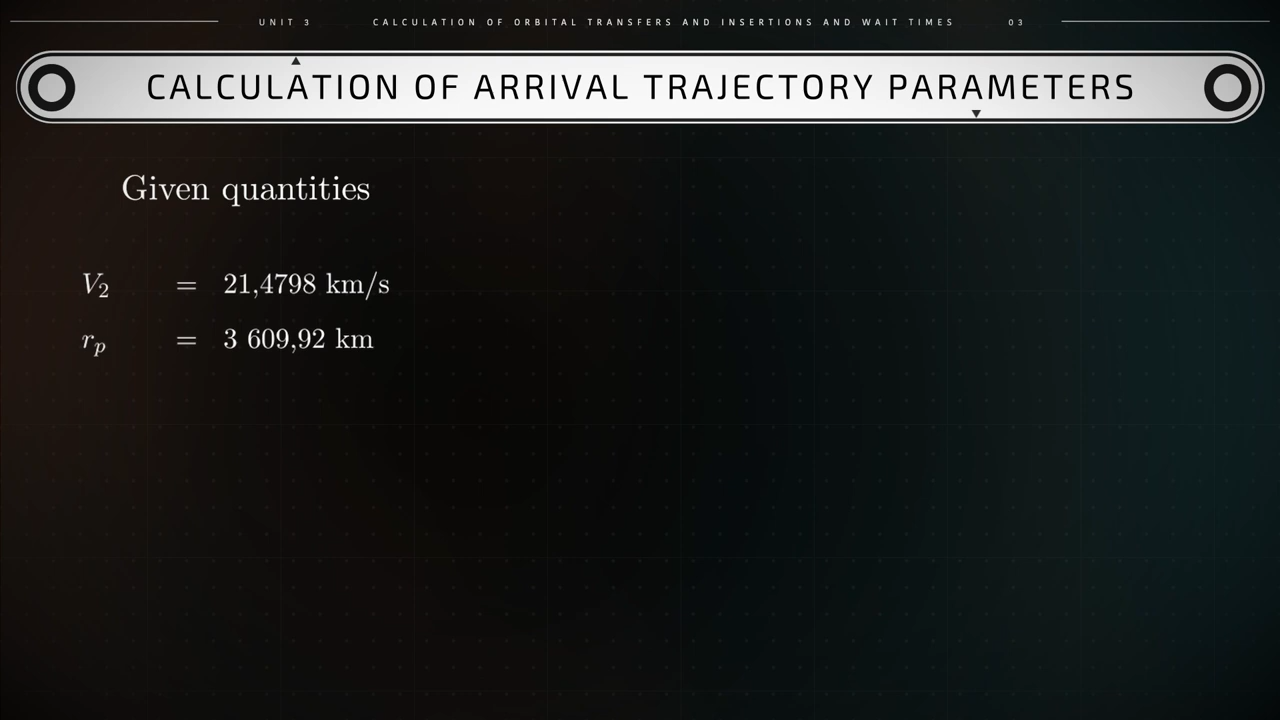 UNIT 3 CALCULATION OF ORBITAL TRANSFERS AND INSERTIONS AND WAIT TIMES 03
CALCULATION OF ARRIVAL TRAJECTORY PARAMETERS
Given quantities
V₂ = 21,4798 km/s
rₚ = 3 609,92 km